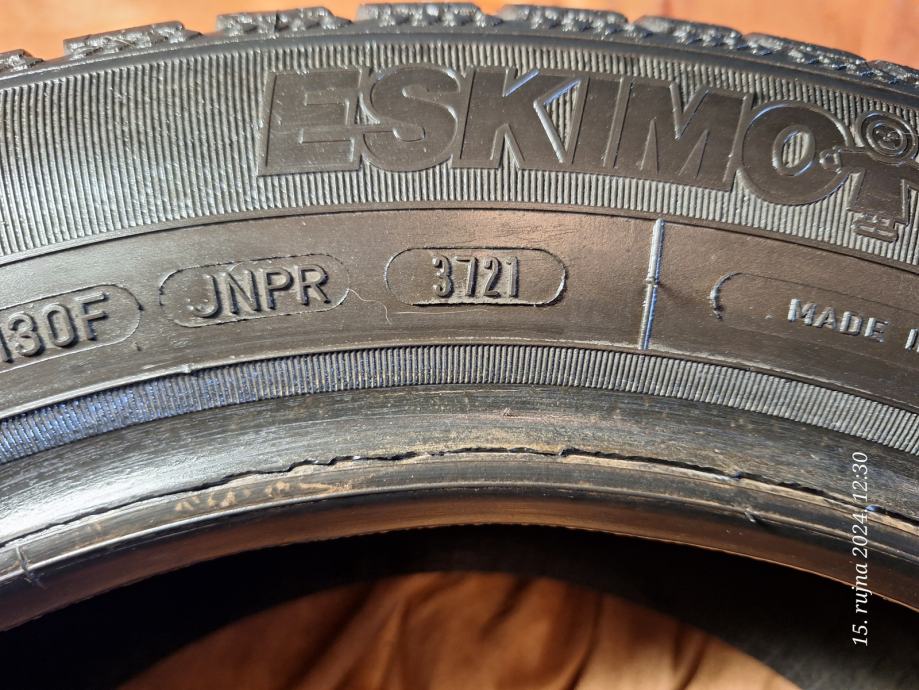 ESKIMO
130F JNPR 3721 MADE I
15. rujna 2024, 12:30